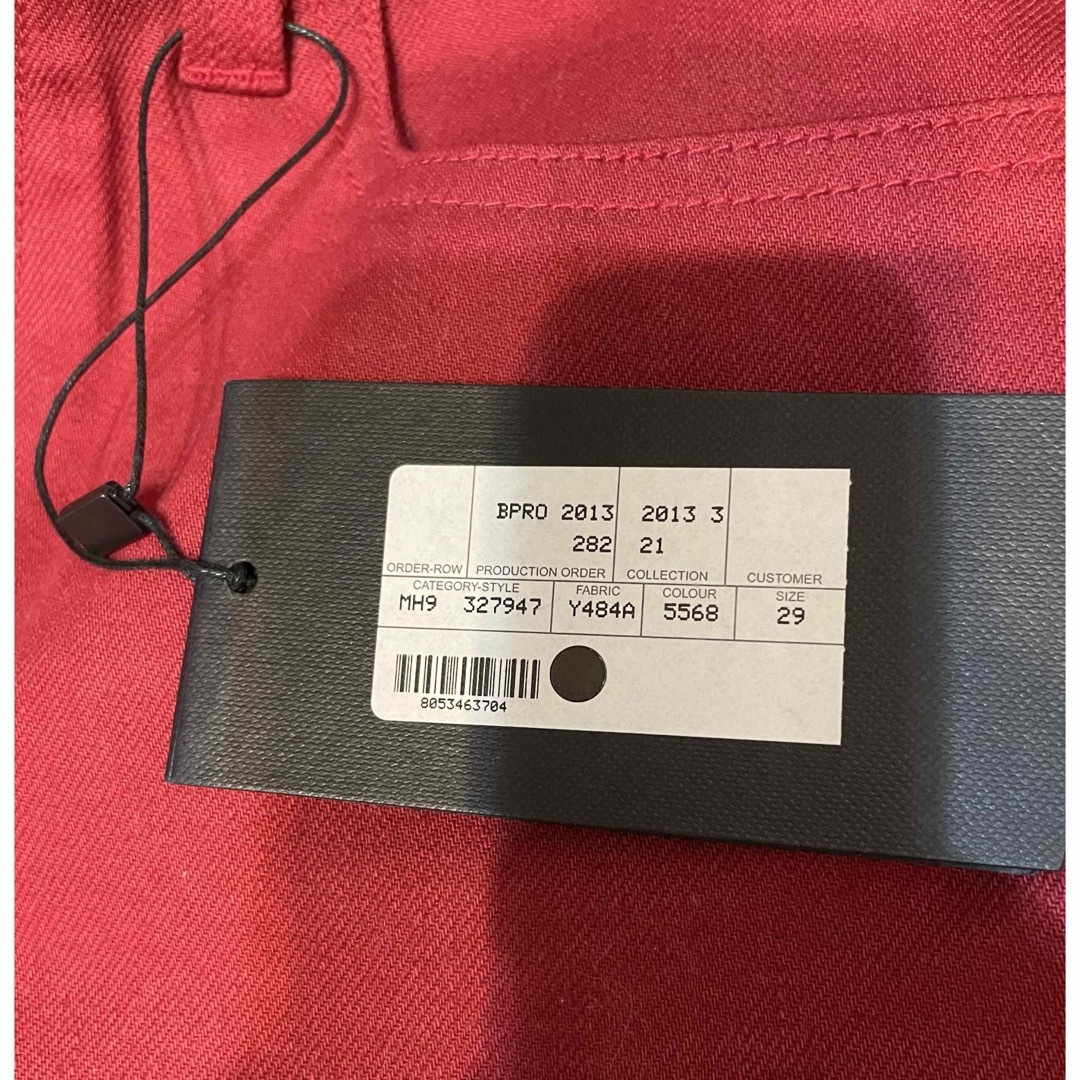 BPRO 2013 2013 3
282 21
ORDER-ROW PRODUCTION ORDER COLLECTION CUSTOMER
CATEGORY-STYLE FABRIC COLOUR SIZE
MH9 327947 Y484A 5568 29
8053463704